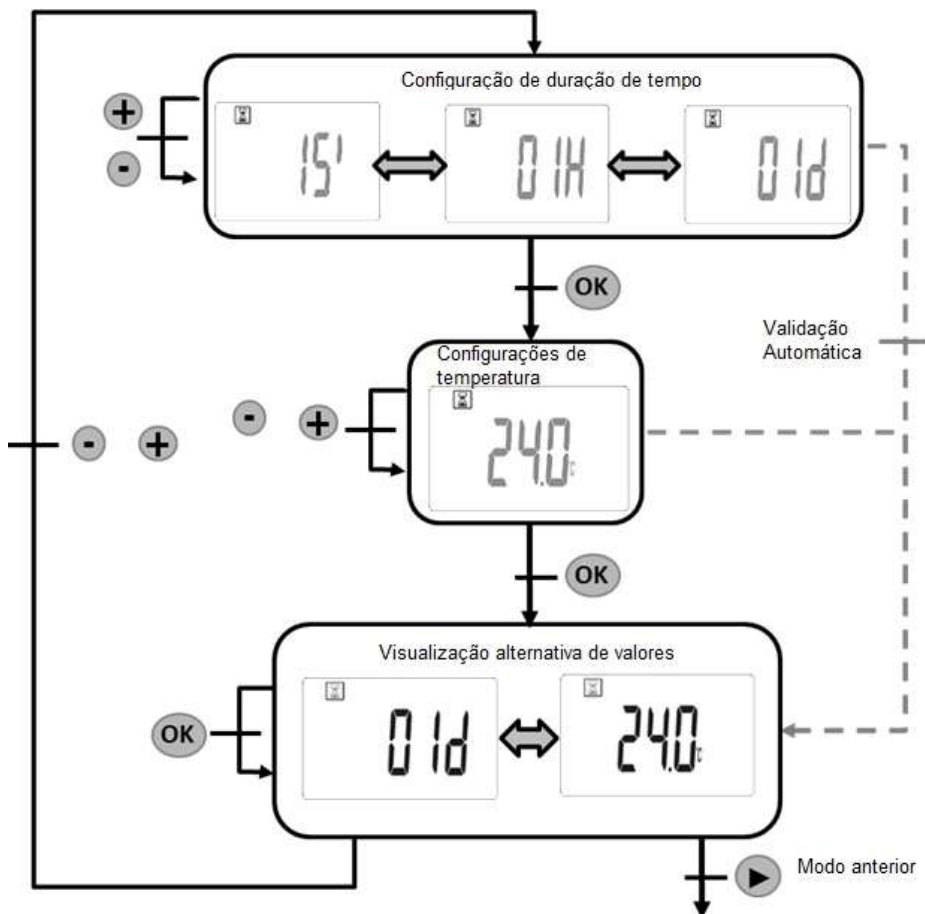 Configuração de duração de tempo
+
-
15'
01H
01d
OK
Validação
Automática
Configurações de
temperatura
-
+
-
+
24.0°C
OK
Visualização alternativa de valores
OK
01d
24.0°C
Modo anterior